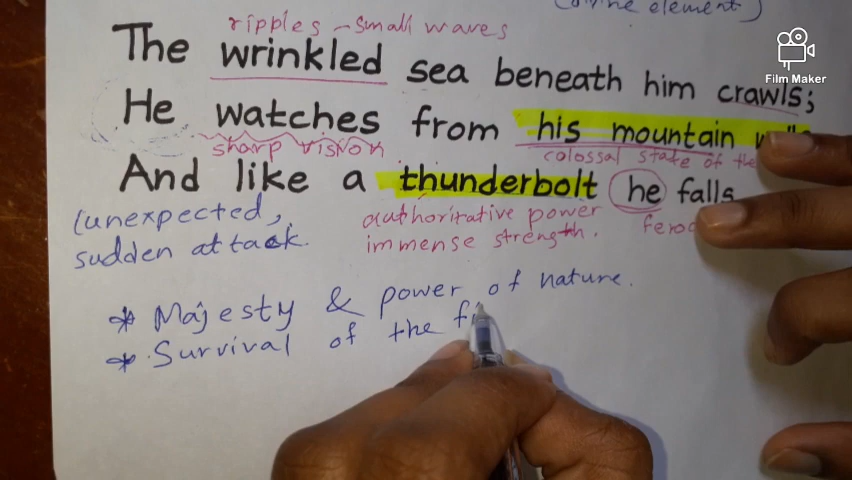 (divine element)
ripples - small waves
The wrinkled sea beneath him crawls;
He watches from his mountain
sharp vision
colossal state of the
And like a thunderbolt he falls
(unexpected,
sudden attack.
authoritative power
immense strength.
* Majesty & power of nature.
* Survival of the
Film Maker